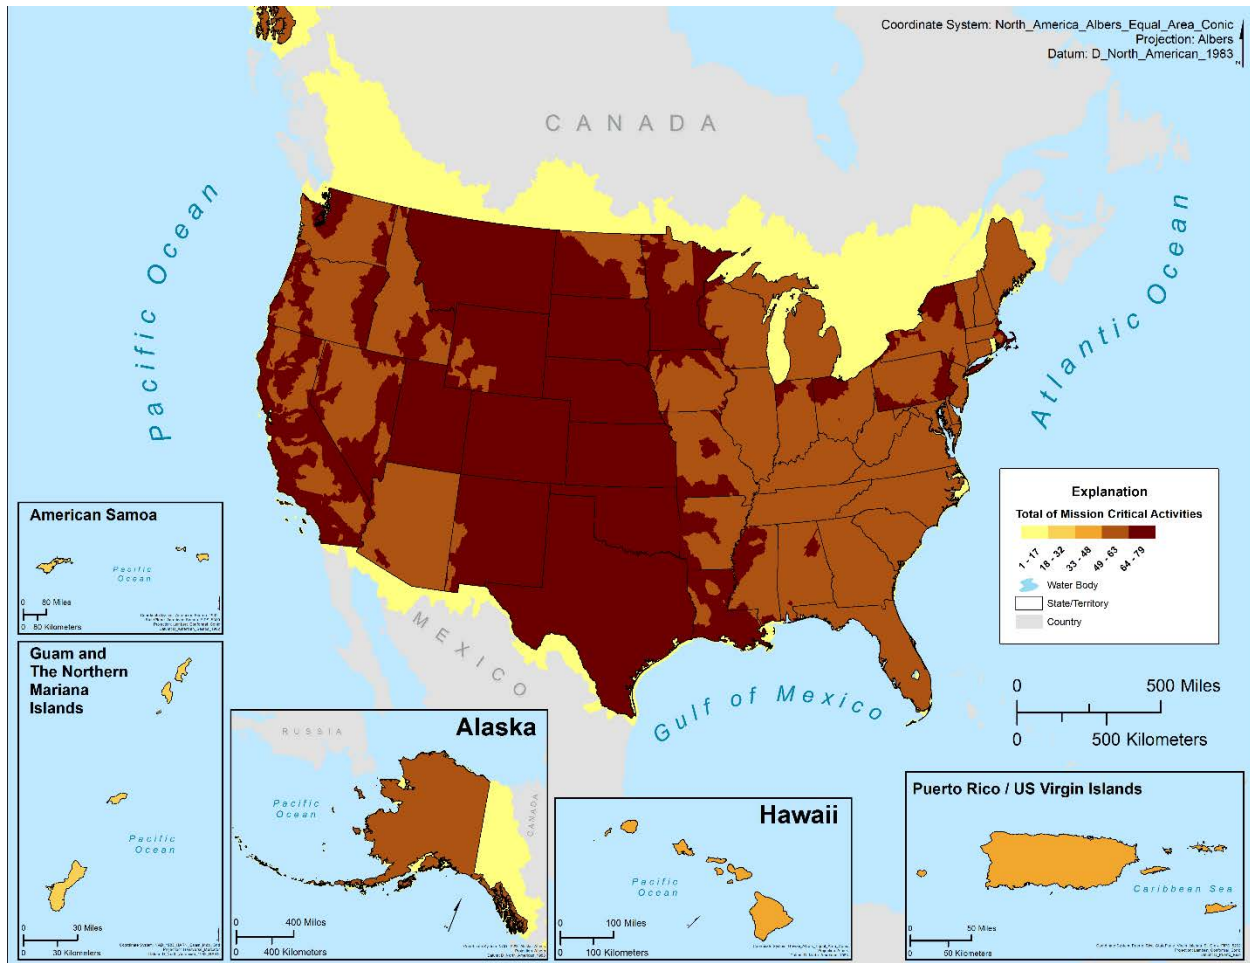 Coordinate System: North_America_Albers_Equal_Area_Conic
Projection: Albers
Datum: D_North_American_1983
CANADA
Pacific Ocean
Atlantic Ocean
MEXICO
Gulf of Mexico
Explanation
Total of Mission Critical Activities
1 - 17
18 - 32
33 - 48
49 - 63
64 - 79
Water Body
State/Territory
Country
0 500 Miles
0 500 Kilometers
American Samoa
Pacific
Ocean
0 80 Miles
0 80 Kilometers
Guam and
The Northern
Mariana
Islands
Pacific
Ocean
0 30 Miles
0 30 Kilometers
Alaska
RUSSIA
Pacific
Ocean
CANADA
0 400 Miles
0 400 Kilometers
Hawaii
Pacific
Ocean
0 100 Miles
0 100 Kilometers
Puerto Rico / US Virgin Islands
Caribbean Sea
0 50 Miles
0 50 Kilometers